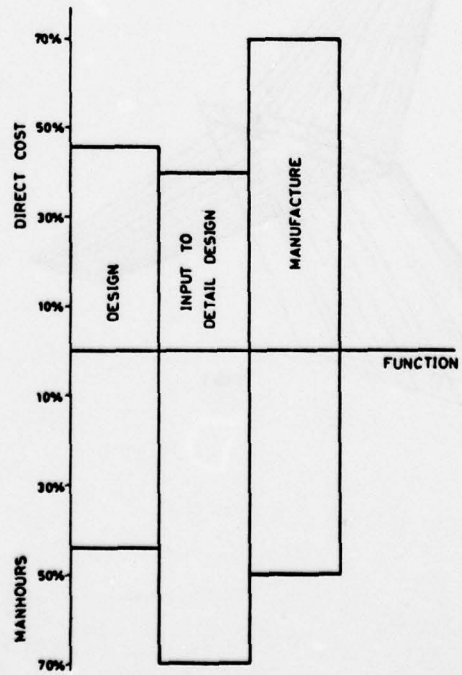 70%
50%
30%
10%
DIRECT COST
DESIGN
INPUT TO
DETAIL DESIGN
MANUFACTURE
FUNCTION
10%
30%
50%
70%
MANHOURS